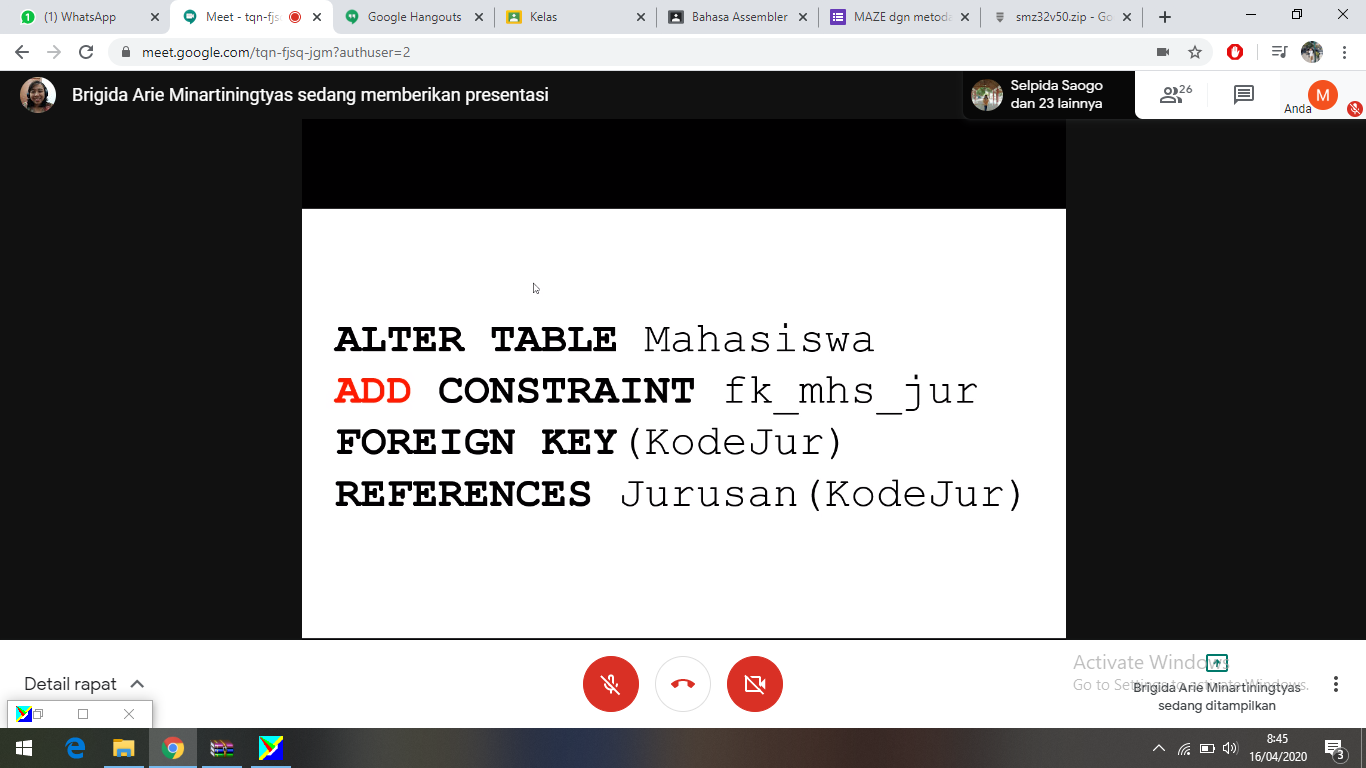 (1) WhatsApp
Meet - tqn-fjs
Google Hangouts
Kelas
Bahasa Assembler
MAZE dgn metoda
smz32v50.zip - Go
meet.google.com/tqn-fjsq-jgm?authuser=2
Brigida Arie Minartiningtyas sedang memberikan presentasi
Selpida Saogo
dan 23 lainnya
26
M
Anda
ALTER TABLE Mahasiswa
ADD CONSTRAINT fk_mhs_jur
FOREIGN KEY(KodeJur)
REFERENCES Jurusan(KodeJur)
Detail rapat
Activate Windows
Go to Settings to activate Windows.
Brigida Arie Minartiningtyas
sedang ditampilkan
8:45
16/04/2020
3